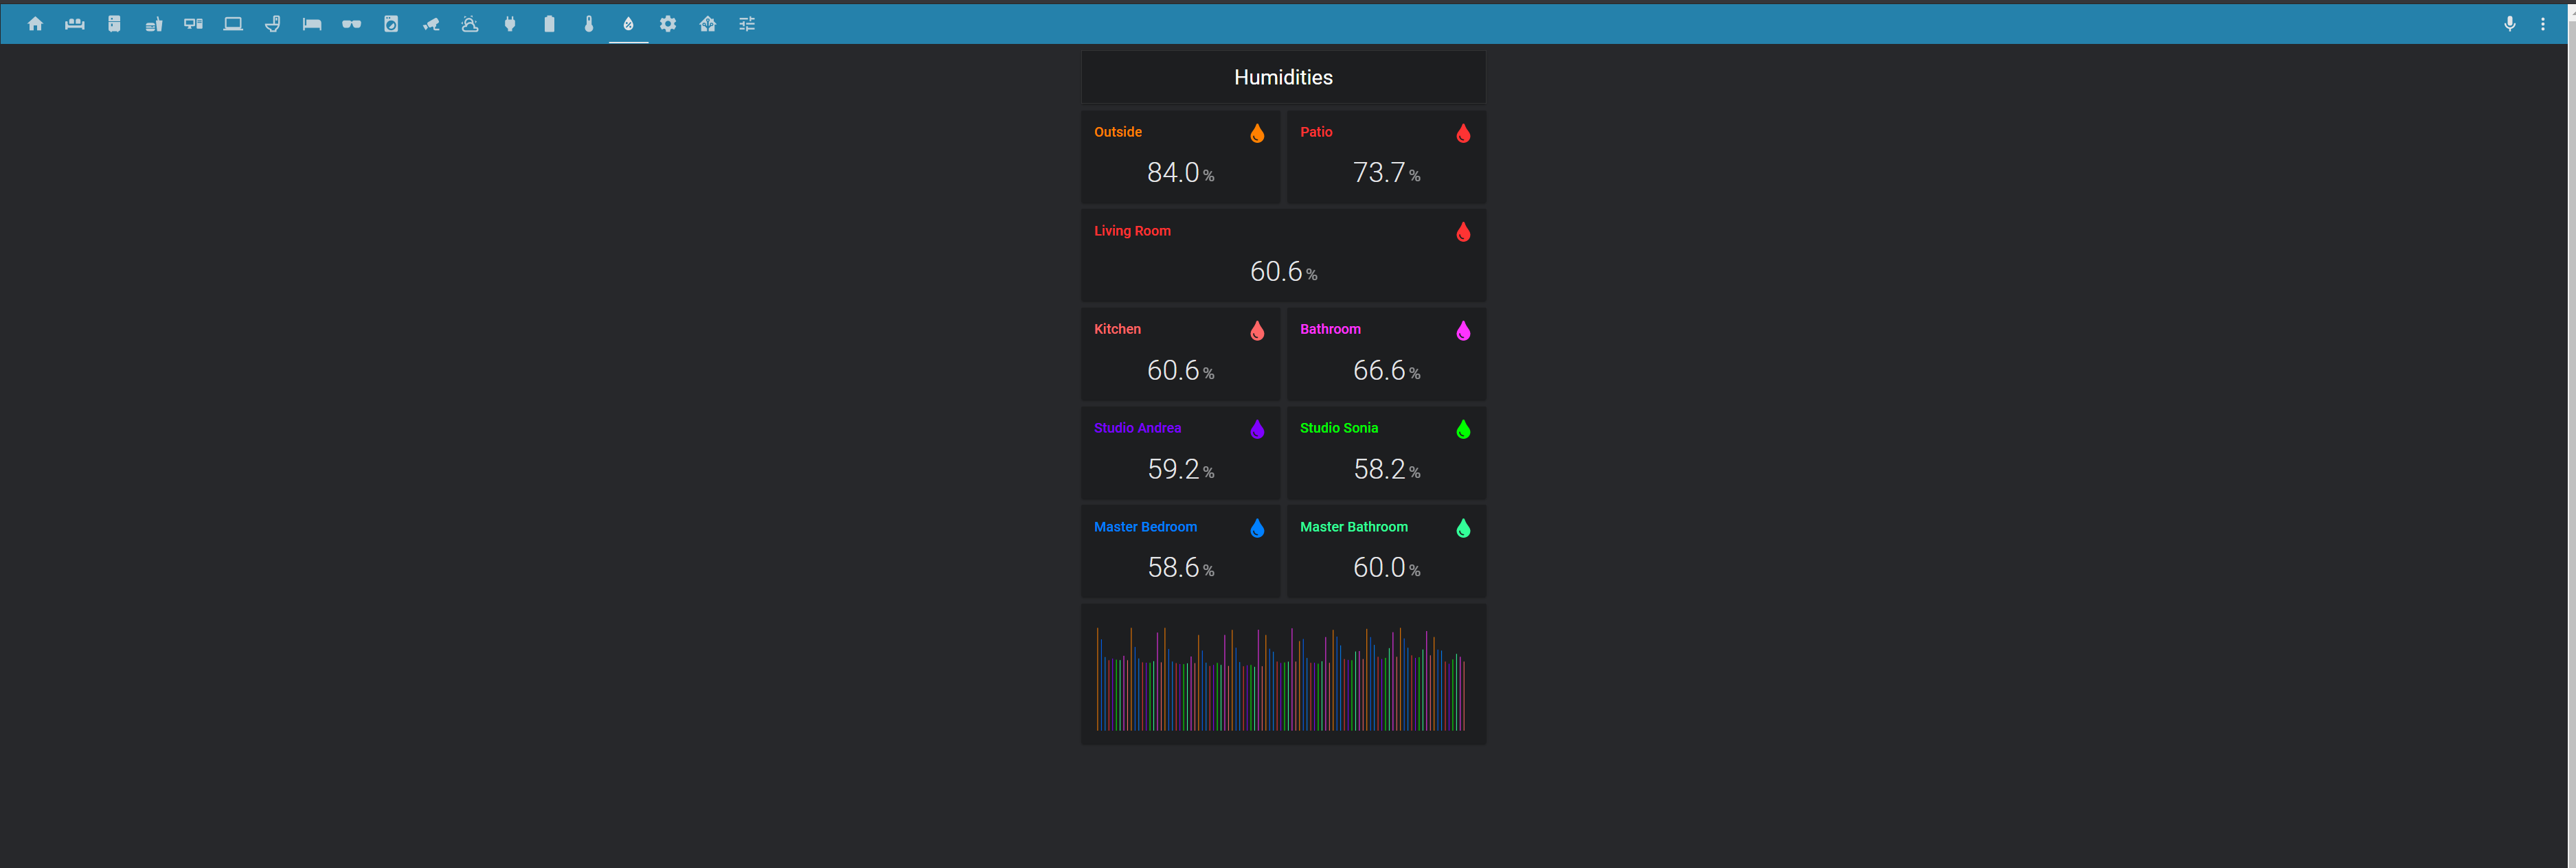 Humidities
Outside
84.0 %
Patio
73.7 %
Living Room
60.6 %
Kitchen
60.6 %
Bathroom
66.6 %
Studio Andrea
59.2 %
Studio Sonia
58.2 %
Master Bedroom
58.6 %
Master Bathroom
60.0 %